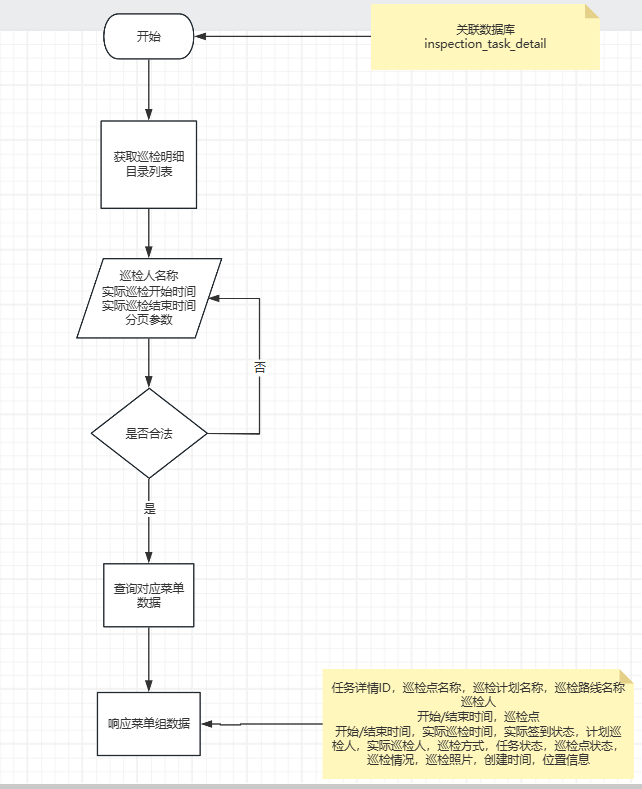 开始
关联数据库
inspection_task_detail
获取巡检明细
目录列表
巡检人名称
实际巡检开始时间
实际巡检结束时间
分页参数
否
是否合法
是
查询对应菜单
数据
响应菜单组数据
任务详情ID，巡检点名称，巡检计划名称，巡检路线名称
巡检人
开始/结束时间，巡检点
开始/结束时间，实际巡检时间，实际签到状态，计划巡
检人，实际巡检人，巡检方式，任务状态，巡检点状态，
巡检情况，巡检照片，创建时间，位置信息